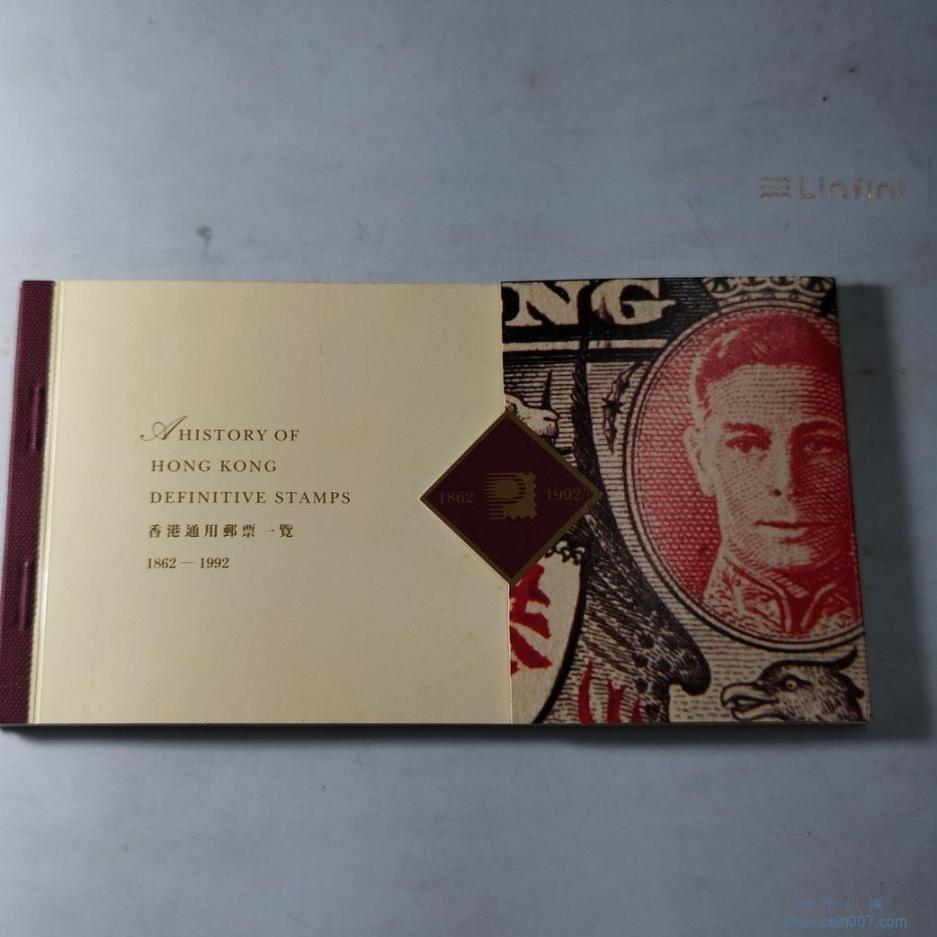 Linfini
NG
A HISTORY OF
HONG KONG
DEFINITIVE STAMPS
香港通用郵票一覽
1862 — 1992
1862 1992
www.coin007.com